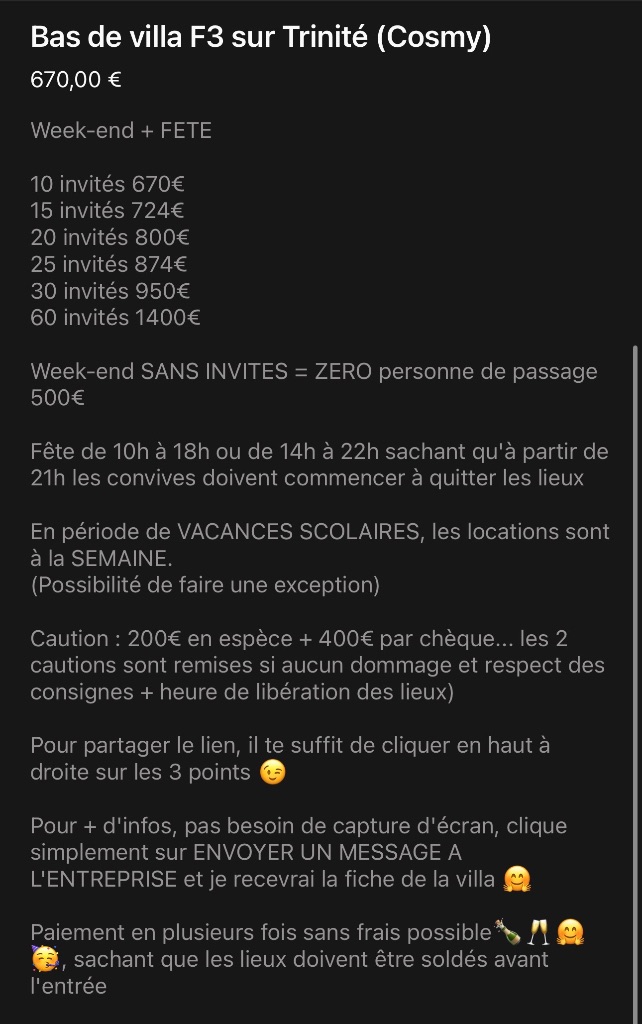 Bas de villa F3 sur Trinité (Cosmy)
670,00 €
Week-end + FETE
10 invités 670€
15 invités 724€
20 invités 800€
25 invités 874€
30 invités 950€
60 invités 1400€
Week-end SANS INVITES = ZERO personne de passage
500€
Fête de 10h à 18h ou de 14h à 22h sachant qu'à partir de
21h les convives doivent commencer à quitter les lieux
En période de VACANCES SCOLAIRES, les locations sont
à la SEMAINE.
(Possibilité de faire une exception)
Caution : 200€ en espèce + 400€ par chèque... les 2
cautions sont remises si aucun dommage et respect des
consignes + heure de libération des lieux)
Pour partager le lien, il te suffit de cliquer en haut à
droite sur les 3 points 😉
Pour + d'infos, pas besoin de capture d'écran, clique
simplement sur ENVOYER UN MESSAGE A
L'ENTREPRISE et je recevrai la fiche de la villa 🤗
Paiement en plusieurs fois sans frais possible🍾🥂🤗
🥳, sachant que les lieux doivent être soldés avant
l'entrée